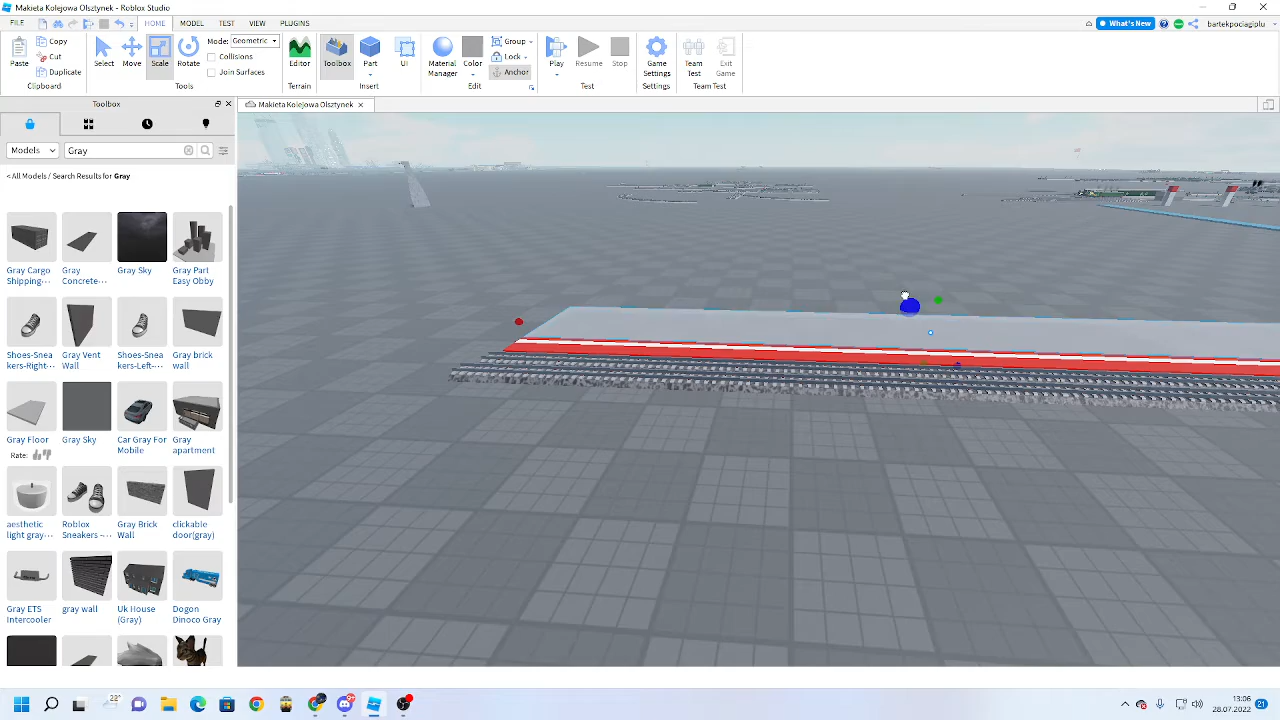 Makieta Kolejowa Olsztynek - Roblox Studio
FILE HOME MODEL TEST VIEW PLUGINS
What's New bartekpociagiplu
Paste Copy Cut Duplicate Select Move Scale Rotate Mode: Geometric Collisions Join Surfaces Editor Toolbox Part UI Material Manager Color Group Lock Anchor Play Resume Stop Game Settings Team Test Exit Game
Clipboard Tools Terrain Insert Edit Test Settings Team Test
Toolbox
Makieta Kolejowa Olsztynek
Models Gray
< All Models / Search Results for Gray
Gray Cargo Shipping...
Gray Concrete...
Gray Sky
Gray Part Easy Obby
Shoes-Snea kers-Right-...
Gray Vent Wall
Shoes-Snea kers-Left-...
Gray brick wall
Gray Floor
Rate:
Gray Sky
Car Gray For Mobile
Gray apartment
aesthetic light gray...
Roblox Sneakers ~...
Gray Brick Wall
clickable door(gray)
Gray ETS Intercooler
gray wall
Uk House (Gray)
Dogon Dinoco Gray
22°
13:06
28.07.2022
21